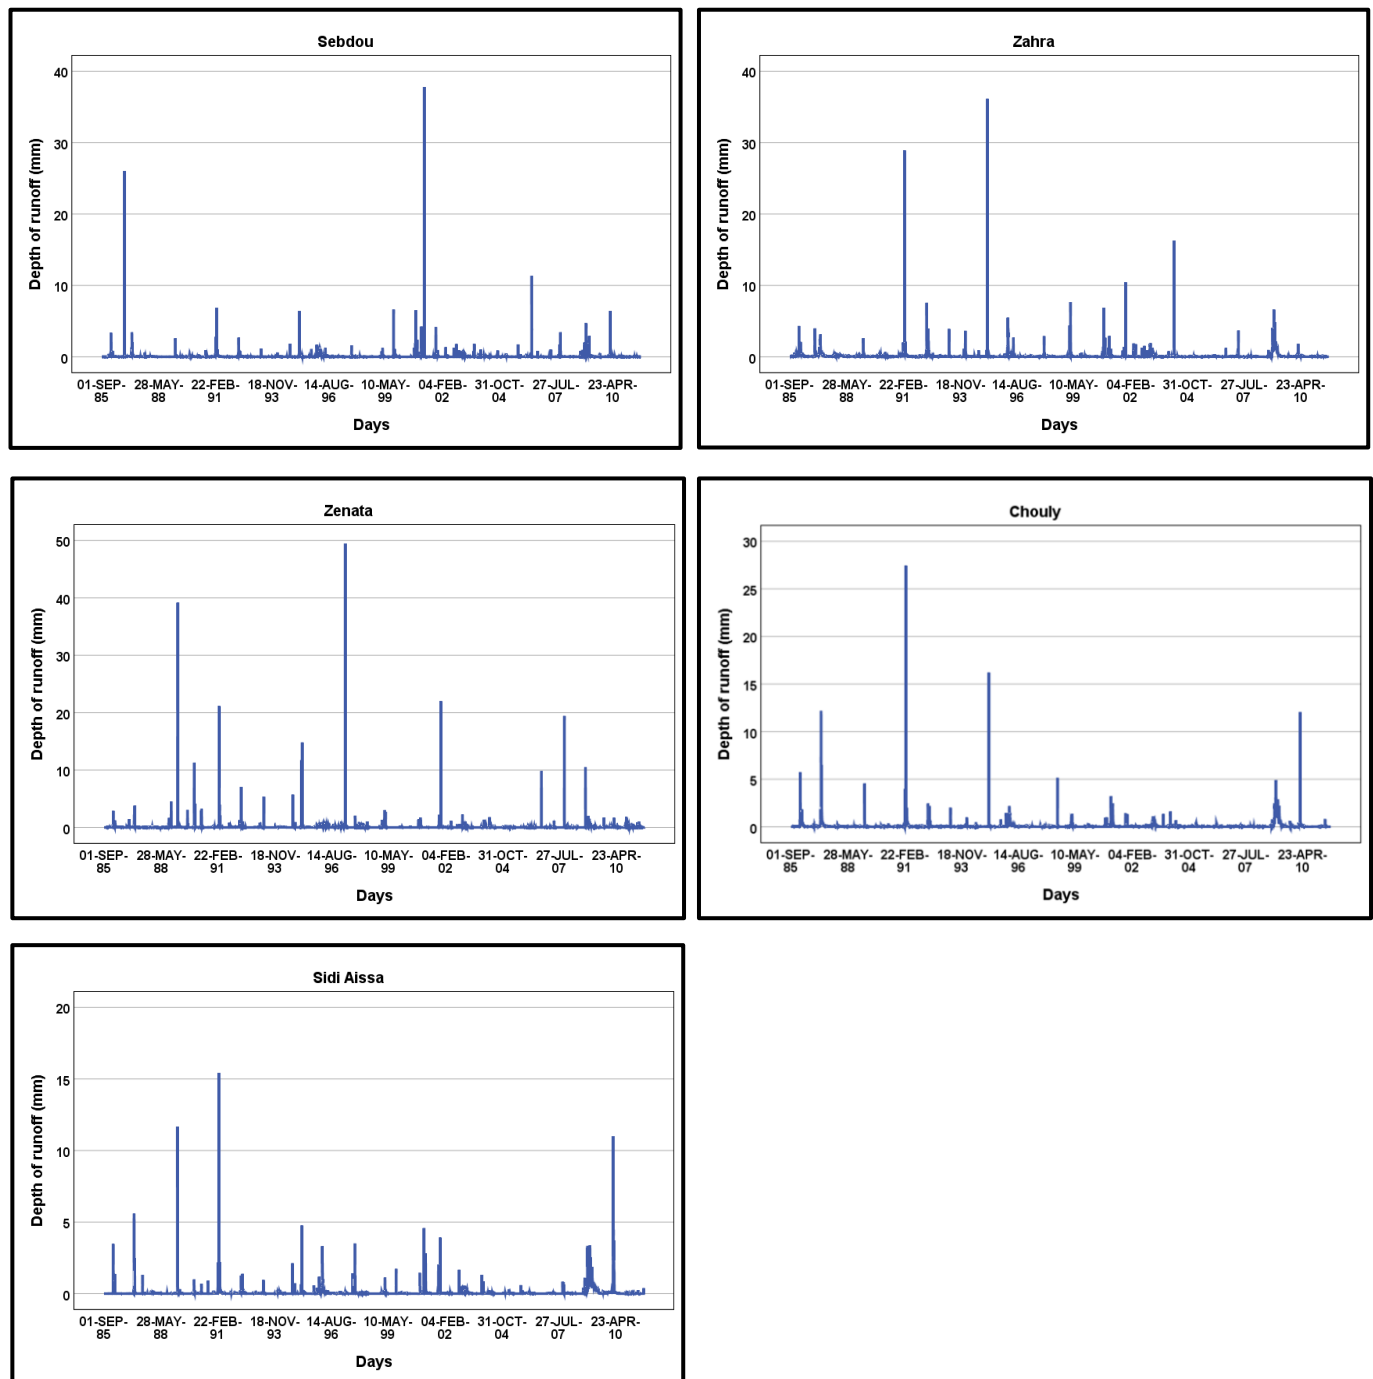 Sebdou
Depth of runoff (mm)
40
30
20
10
0
01-SEP- 28-MAY- 22-FEB- 18-NOV- 14-AUG- 10-MAY- 04-FEB- 31-OCT- 27-JUL- 23-APR-
85 88 91 93 96 99 02 04 07 10
Days
Zahra
Depth of runoff (mm)
40
30
20
10
0
01-SEP- 28-MAY- 22-FEB- 18-NOV- 14-AUG- 10-MAY- 04-FEB- 31-OCT- 27-JUL- 23-APR-
85 88 91 93 96 99 02 04 07 10
Days
Zenata
Depth of runoff (mm)
50
40
30
20
10
0
01-SEP- 28-MAY- 22-FEB- 18-NOV- 14-AUG- 10-MAY- 04-FEB- 31-OCT- 27-JUL- 23-APR-
85 88 91 93 96 99 02 04 07 10
Days
Chouly
Depth of runoff (mm)
30
25
20
15
10
5
0
01-SEP- 28-MAY- 22-FEB- 18-NOV- 14-AUG- 10-MAY- 04-FEB- 31-OCT- 27-JUL- 23-APR-
85 88 91 93 96 99 02 04 07 10
Days
Sidi Aissa
Depth of runoff (mm)
20
15
10
5
0
01-SEP- 28-MAY- 22-FEB- 18-NOV- 14-AUG- 10-MAY- 04-FEB- 31-OCT- 27-JUL- 23-APR-
85 88 91 93 96 99 02 04 07 10
Days